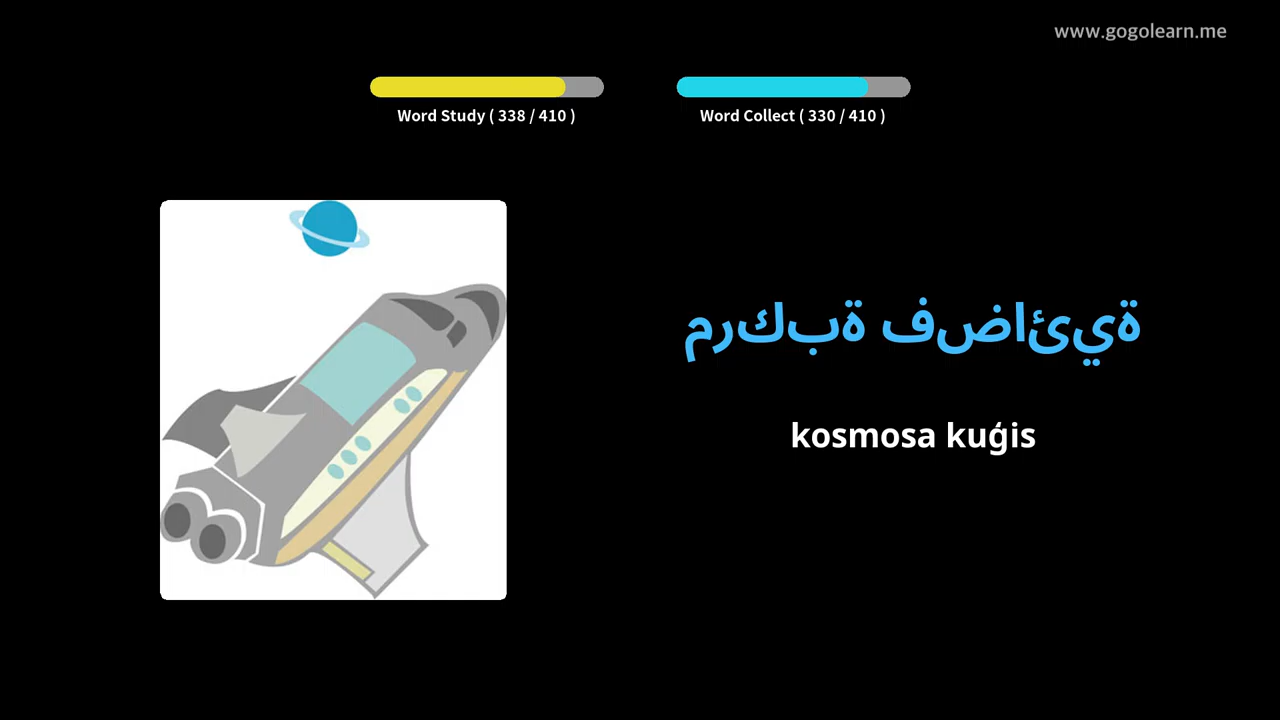 www.gogolearn.me
Word Study ( 338 / 410 )
Word Collect ( 330 / 410 )
مركبة فضائية
kosmosa kuģis